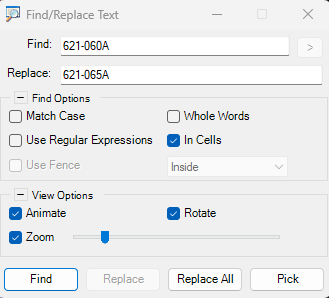 Find/Replace Text
Find: 621-060A >
Replace: 621-065A
Find Options
Match Case Whole Words
Use Regular Expressions In Cells
Use Fence Inside
View Options
Animate Rotate
Zoom
Find Replace Replace All Pick